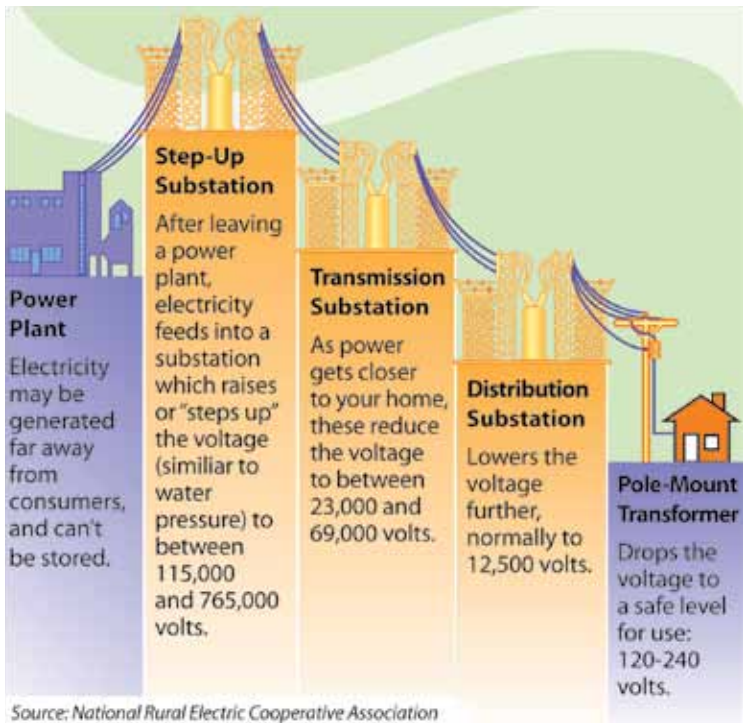 Power
Plant
Electricity
may be
generated
far away
from
consumers,
and can't
be stored.
Step-Up
Substation
After leaving
a power
plant,
electricity
feeds into a
substation
which raises
or "steps up"
the voltage
(similiar to
water
pressure) to
between
115,000
and 765,000
volts.
Transmission
Substation
As power
gets closer
to your home,
these reduce
the voltage
to between
23,000 and
69,000 volts.
Distribution
Substation
Lowers the
voltage
further,
normally to
12,500 volts.
Pole-Mount
Transformer
Drops the
voltage to
a safe level
for use:
120-240
volts.
Source: National Rural Electric Cooperative Association